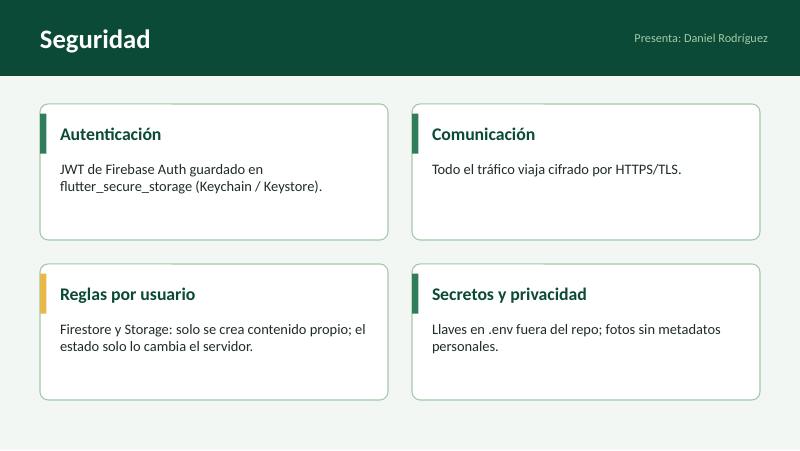 Seguridad
Presenta: Daniel Rodríguez
Autenticación
JWT de Firebase Auth guardado en
flutter_secure_storage (Keychain / Keystore).
Comunicación
Todo el tráfico viaja cifrado por HTTPS/TLS.
Reglas por usuario
Firestore y Storage: solo se crea contenido propio; el
estado solo lo cambia el servidor.
Secretos y privacidad
Llaves en .env fuera del repo; fotos sin metadatos
personales.